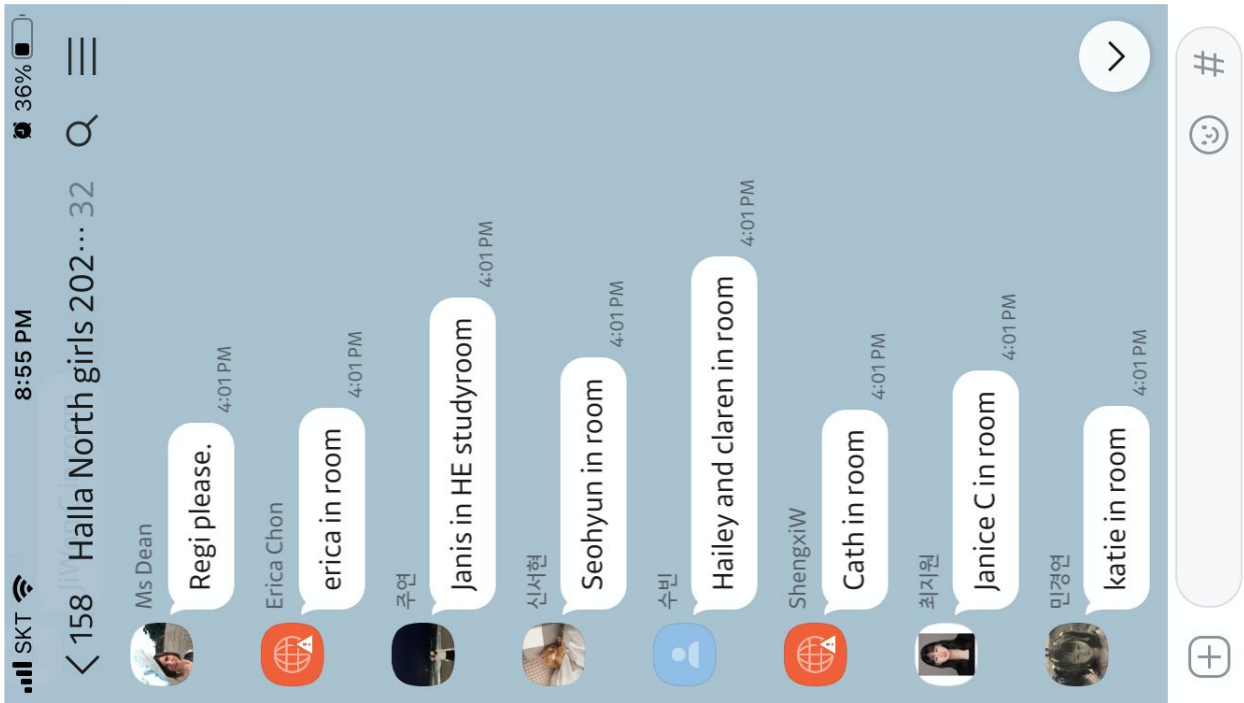 SKT
8:55 PM
36%
158 Halla North girls 202… 32
Ms Dean
Regi please.
4:01 PM
Erica Chon
erica in room
4:01 PM
주연
Janis in HE studyroom
4:01 PM
신서현
Seohyun in room
4:01 PM
수빈
Hailey and claren in room
4:01 PM
ShengxiW
Cath in room
4:01 PM
최지원
Janice C in room
4:01 PM
민경연
katie in room
4:01 PM
#